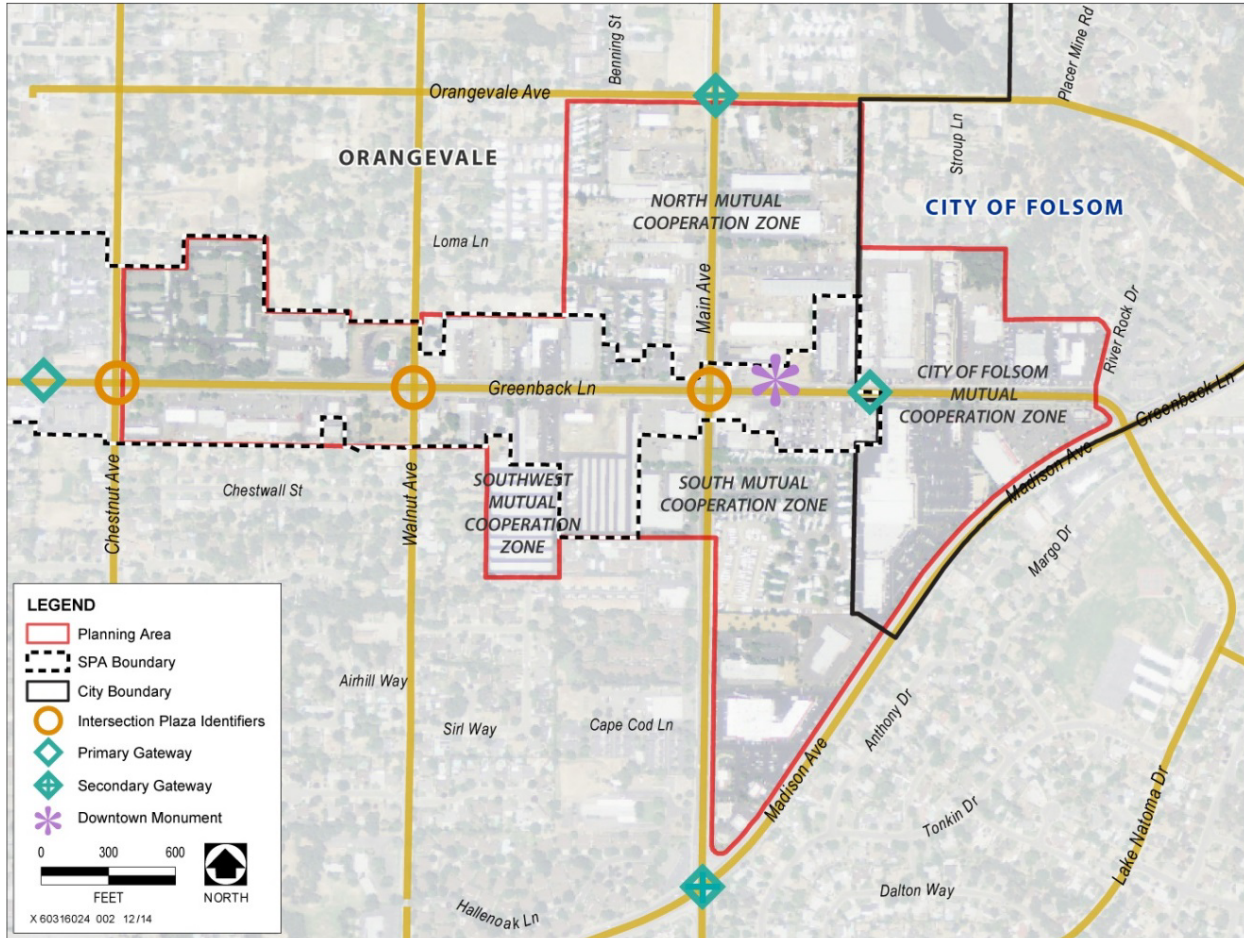 Benning St
Placer Mine Rd
Orangevale Ave
Stroup Ln
ORANGEVALE
NORTH MUTUAL
COOPERATION ZONE
CITY OF FOLSOM
Loma Ln
Main Ave
River Rock Dr
Greenback Ln
CITY OF FOLSOM
MUTUAL
COOPERATION ZONE
Greenback Ln
Chestnut Ave
Walnut Ave
Chestwall St
SOUTHWEST
MUTUAL
COOPERATION
ZONE
SOUTH MUTUAL
COOPERATION ZONE
Madison Ave
Margo Dr
Airhill Way
Sirl Way
Cape Cod Ln
Anthony Dr
Madison Ave
Tonkin Dr
Lake Natoma Dr
Dalton Way
Hallenoak Ln
LEGEND
Planning Area
SPA Boundary
City Boundary
Intersection Plaza Identifiers
Primary Gateway
Secondary Gateway
Downtown Monument
0 300 600
FEET
NORTH
X 60316024 002 12/14